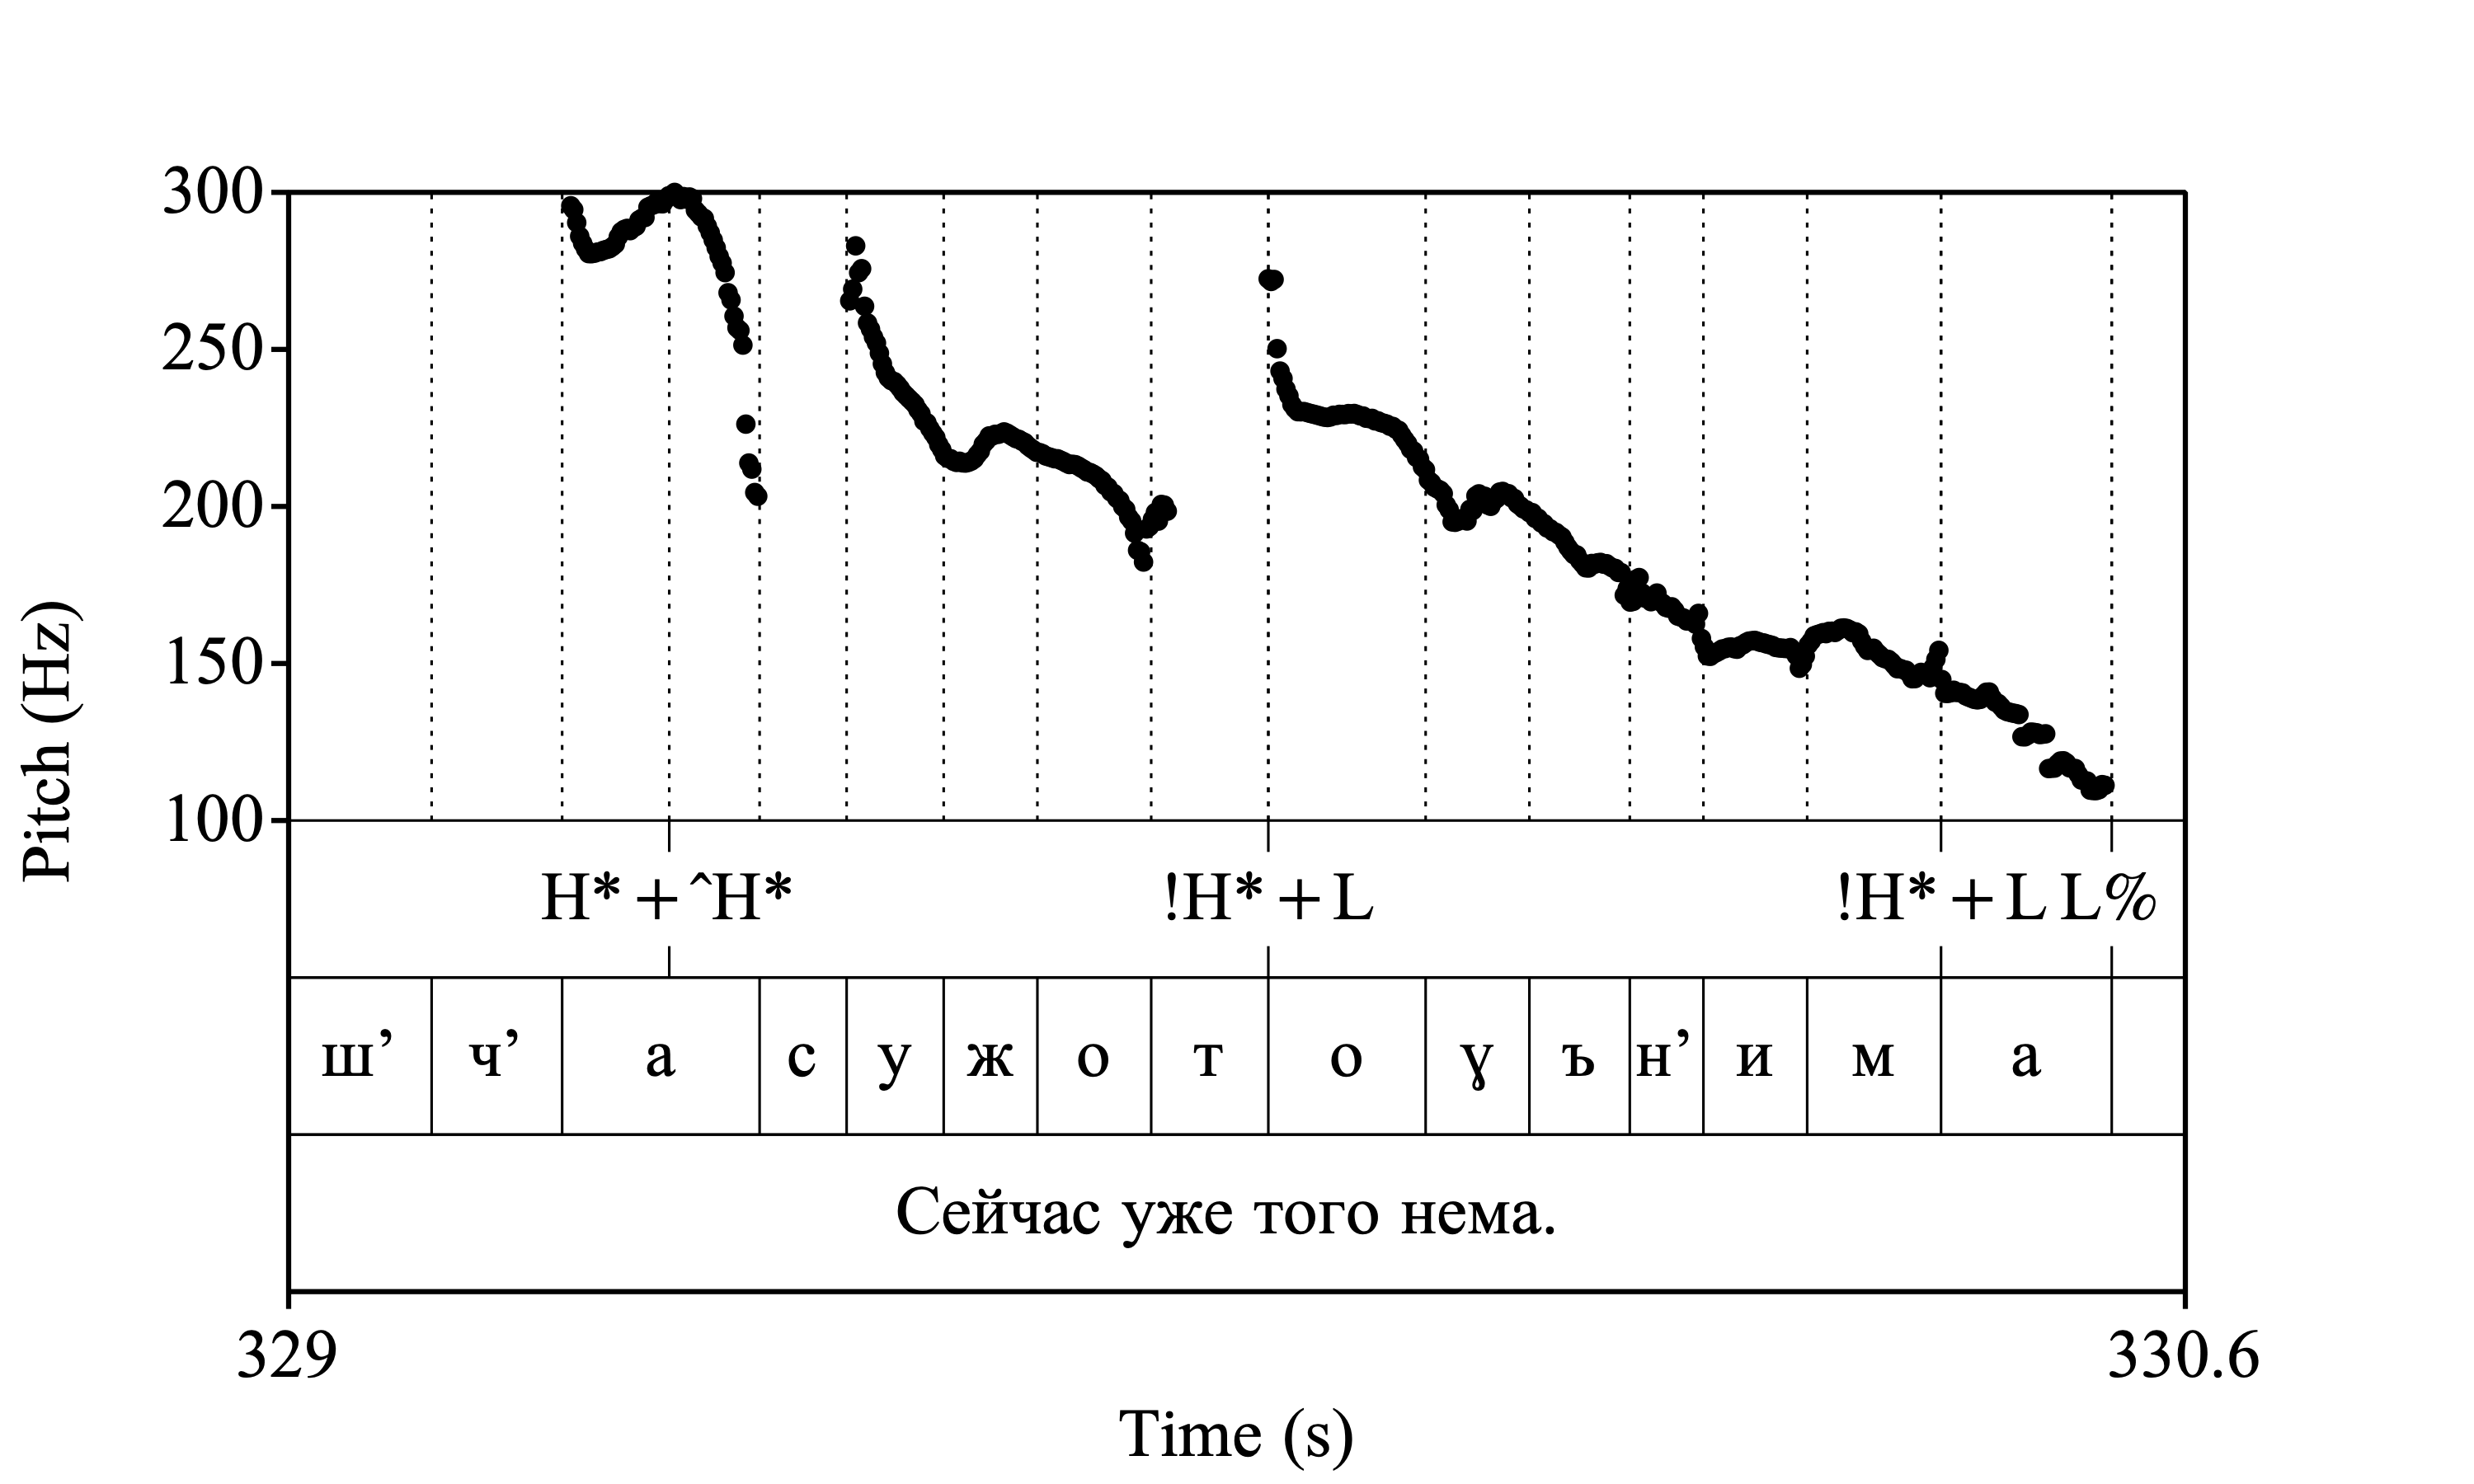 300
250
200
150
100
Pitch (Hz)
H* + ^H* !H* + L !H* + L L%
ш’ ч’ а с у ж о т о ɣ ъ н’ и м а
Сейчас уже того нема.
329 330.6
Time (s)